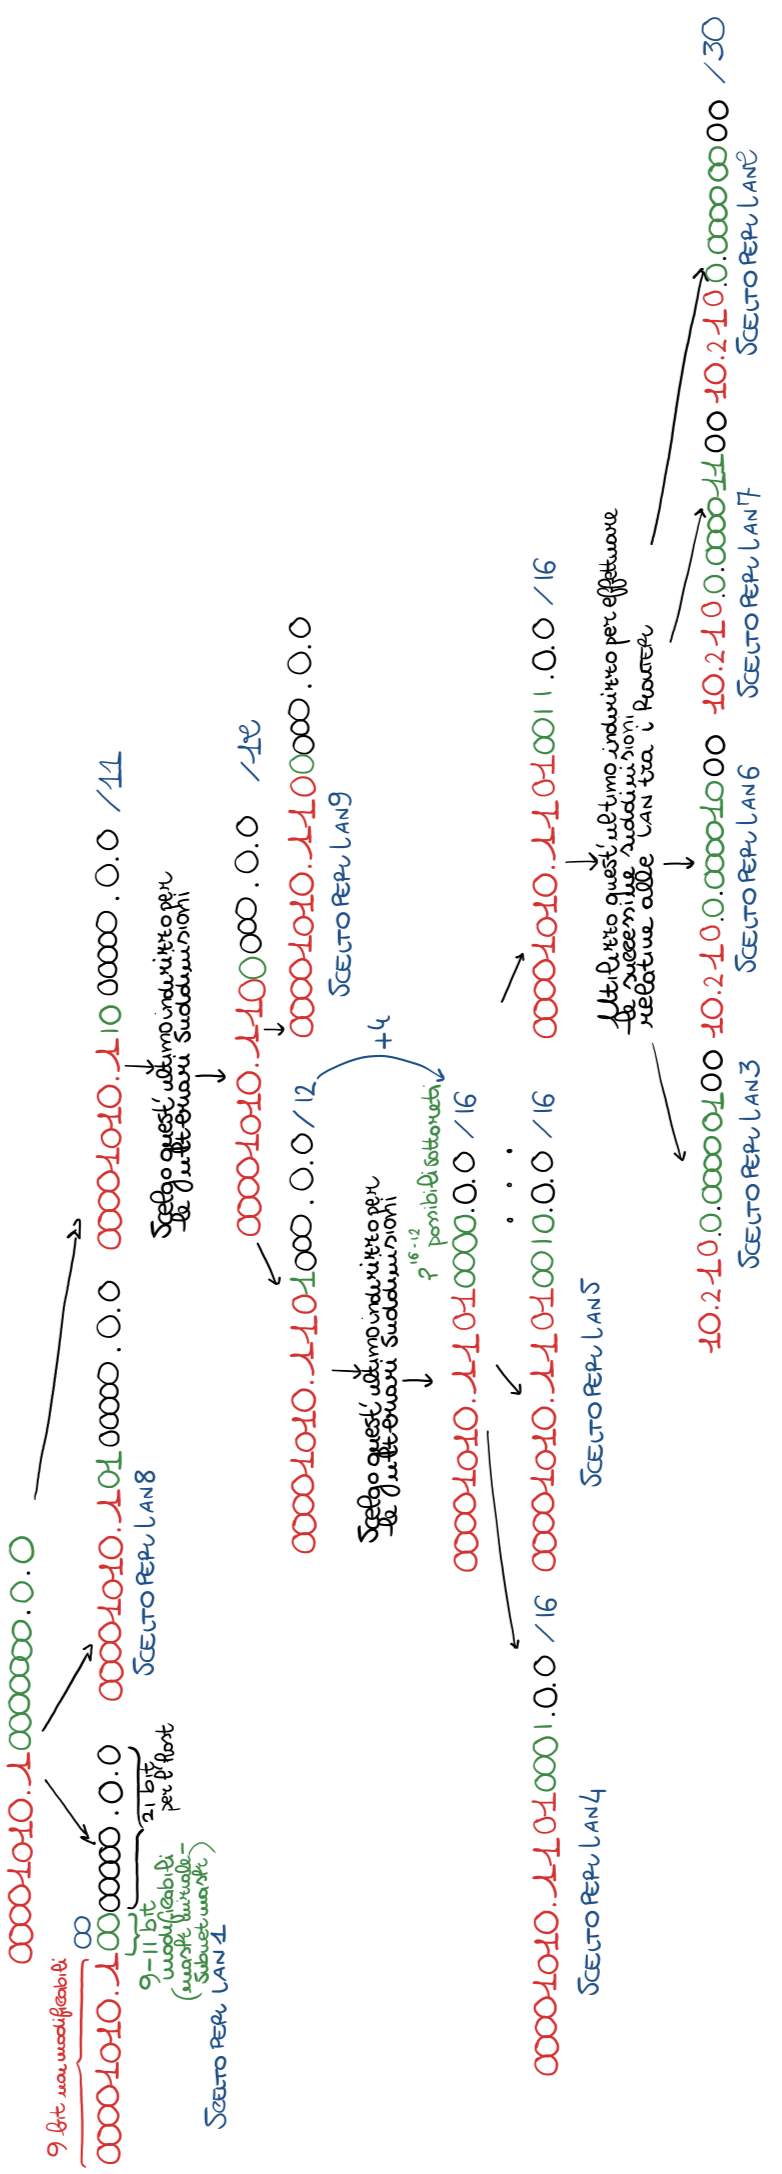 00001010.10000000.0.0
9 bit non modificabili
00
00001010.10000000.0.0
9-11 bit
modificabili
(mask iniziale-
subnet mask)
21 bit
per l'host
SCELTO PER LAN1
00001010.10100000.0.0
SCELTO PER LAN8
00001010.11000000.0.0 /11
Scelgo quest'ultimo indirizzo per
le future suddivisioni
00001010.11000000.0.0 /12
00001010.11010000.0.0/12
00001010.11000000.0.0
SCELTO PER LAN9
+4
Scelgo quest'ultimo indirizzo per
le future suddivisioni
2^16-12 possibili sottoreti
00001010.11010000.0.0 /16
. . .
00001010.11010001.0.0 /16
SCELTO PER LAN4
00001010.11010010.0.0 /16
SCELTO PER LAN5
00001010.11010011.0.0 /16
Utilizzo quest'ultimo indirizzo per effettuare
le successive suddivisioni
relative alle LAN tra i ROUTER
10.210.0.00000100
SCELTO PER LAN3
10.210.0.00001000
SCELTO PER LAN6
10.210.0.00001100
SCELTO PER LAN7
10.210.0.00000000 /30
SCELTO PER LAN2